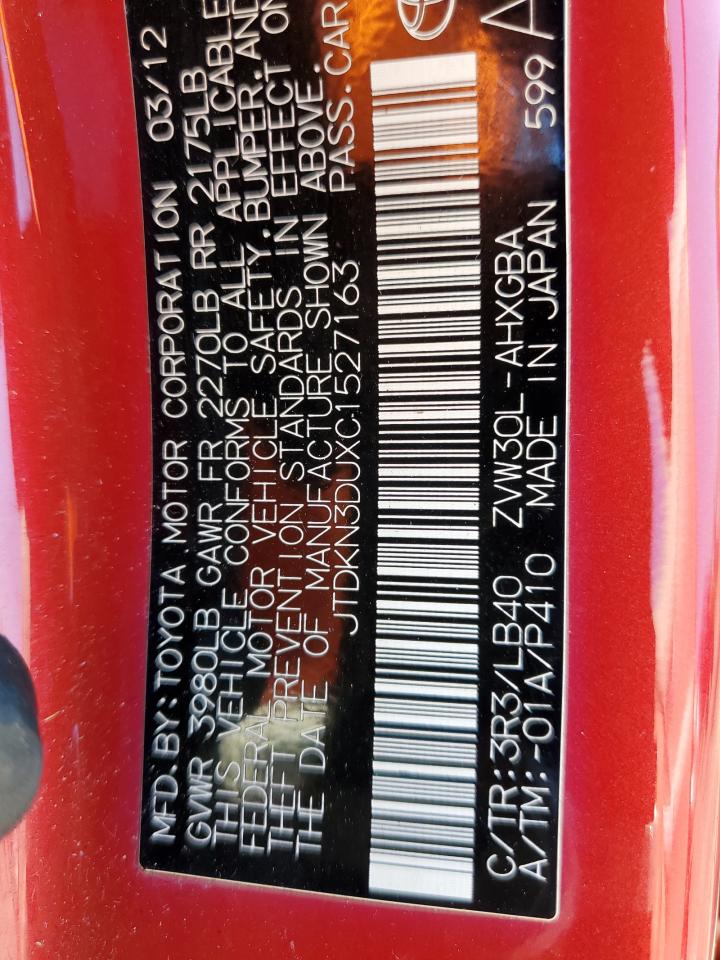 MFD.BY: TOYOTA MOTOR CORPORATION 03/12
GVWR 3980LB GAWR FR 2270LB RR 2175LB
THIS VEHICLE CONFORMS TO ALL APPLICABLE
FEDERAL MOTOR VEHICLE SAFETY, BUMPER, AND
THEFT PREVENTION STANDARDS IN EFFECT ON
THE DATE OF MANUFACTURE SHOWN ABOVE.
JTDKN3DUXC1527163 PASS.CAR
C/TR:3R3/LB40 ZVW30L-AHXGBA
A/TM:-01A/P410 MADE IN JAPAN 599 A